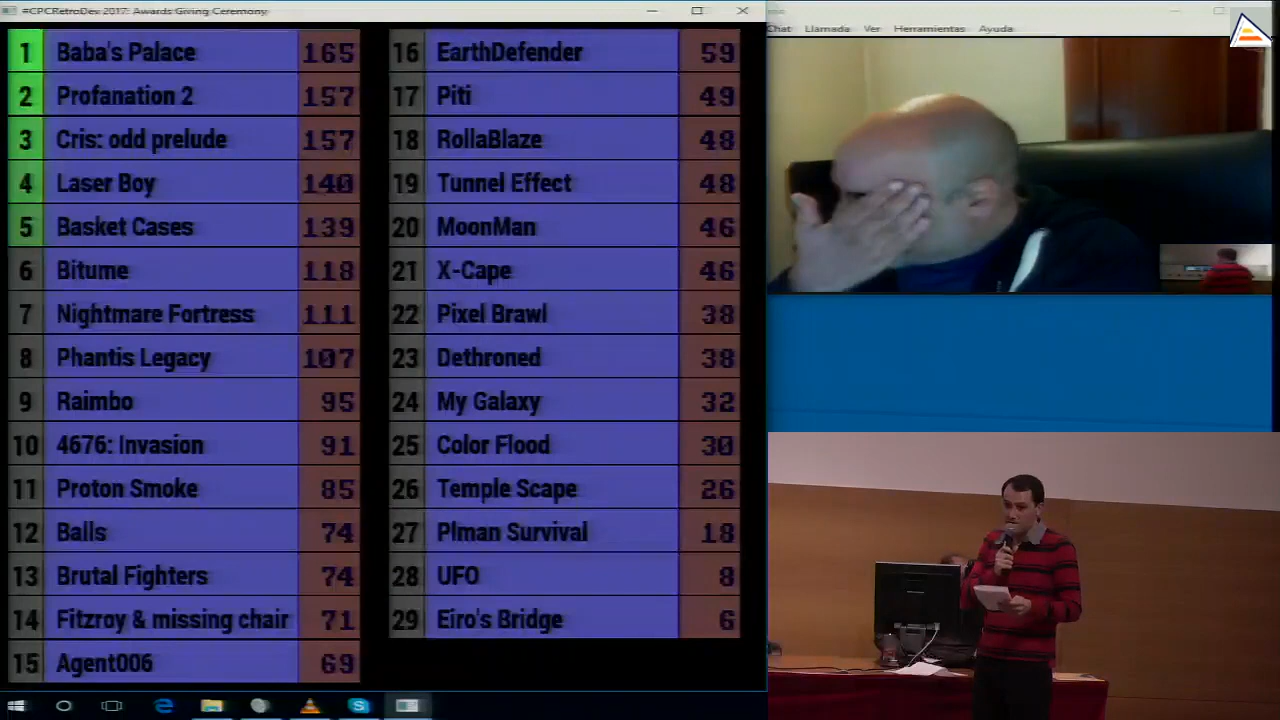 #CPCRetroDev 2017: Awards Giving Ceremony
1 Baba's Palace 165
2 Profanation 2 157
3 Cris: odd prelude 157
4 Laser Boy 140
5 Basket Cases 139
6 Bitume 118
7 Nightmare Fortress 111
8 Phantis Legacy 107
9 Raimbo 95
10 4676: Invasion 91
11 Proton Smoke 85
12 Balls 74
13 Brutal Fighters 74
14 Fitzroy & missing chair 71
15 Agent006 69
16 EarthDefender 59
17 Piti 49
18 RollaBlaze 48
19 Tunnel Effect 48
20 MoonMan 46
21 X-Cape 46
22 Pixel Brawl 38
23 Dethroned 38
24 My Galaxy 32
25 Color Flood 30
26 Temple Scape 26
27 Plman Survival 18
28 UFO 8
29 Eiro's Bridge 6
Chat Llamada Ver Herramientas Ayuda